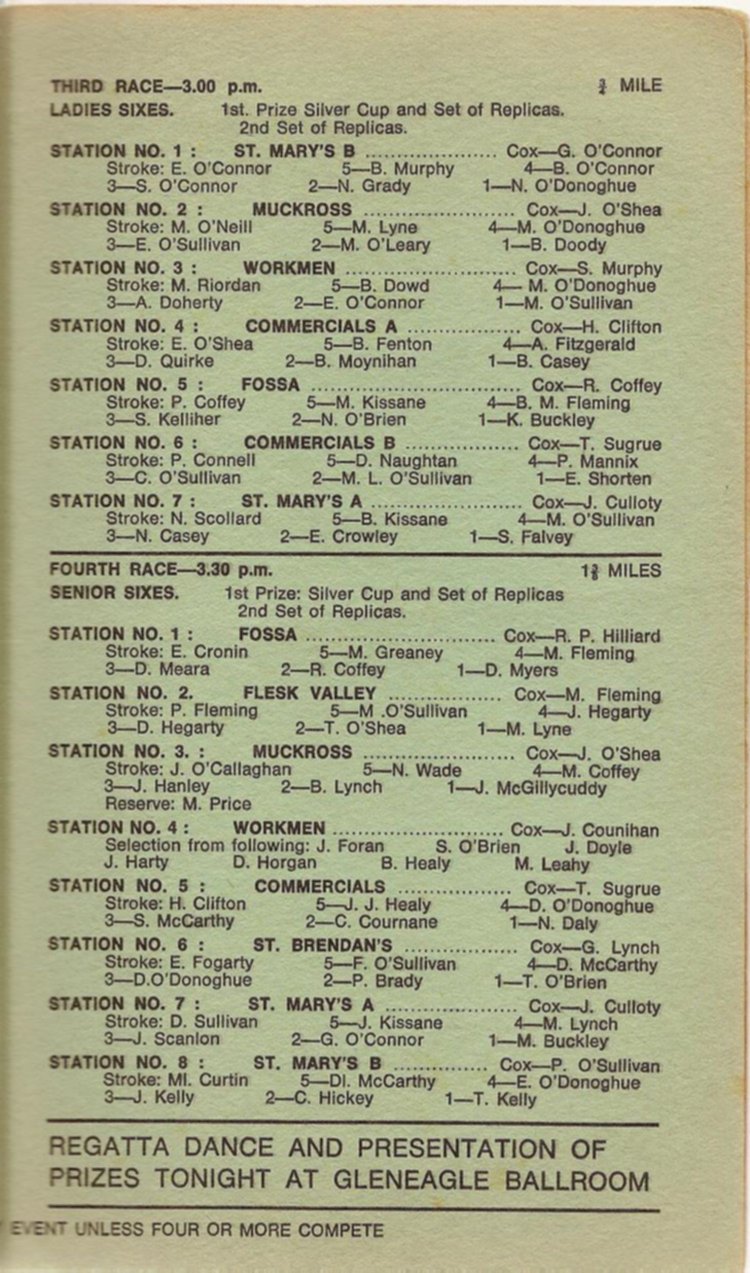 THIRD RACE—3.00 p.m. ¾ MILE
LADIES SIXES. 1st. Prize Silver Cup and Set of Replicas.
2nd Set of Replicas.
STATION NO. 1 : ST. MARY'S B ..................... Cox—G. O'Connor
Stroke: E. O'Connor 5—B. Murphy 4—B. O'Connor
3—S. O'Connor 2—N. Grady 1—N. O'Donoghue
STATION NO. 2 : MUCKROSS ........................ Cox—J. O'Shea
Stroke: M. O'Neill 5—M. Lyne 4—M. O'Donoghue
3—E. O'Sullivan 2—M. O'Leary 1—B. Doody
STATION NO. 3 : WORKMEN ........................... Cox—S. Murphy
Stroke: M. Riordan 5—B. Dowd 4— M. O'Donoghue
3—A. Doherty 2—E. O'Connor 1—M. O'Sullivan
STATION NO. 4 : COMMERCIALS A .................. Cox—H. Clifton
Stroke: E. O'Shea 5—B. Fenton 4—A. Fitzgerald
3—D. Quirke 2—B. Moynihan 1—B. Casey
STATION NO. 5 : FOSSA ................................. Cox—R. Coffey
Stroke: P. Coffey 5—M. Kissane 4—B. M. Fleming
3—S. Kelliher 2—N. O'Brien 1—K. Buckley
STATION NO. 6 : COMMERCIALS B .................. Cox—T. Sugrue
Stroke: P. Connell 5—D. Naughtan 4—P. Mannix
3—C. O'Sullivan 2—M. L. O'Sullivan 1—E. Shorten
STATION NO. 7 : ST. MARY'S A ........................ Cox—J. Culloty
Stroke: N. Scollard 5—B. Kissane 4—M. O'Sullivan
3—N. Casey 2—E. Crowley 1—S. Falvey
FOURTH RACE—3.30 p.m. MILES
SENIOR SIXES. 1st Prize: Silver Cup and Set of Replicas
2nd Set of Replicas.
STATION NO. 1 : FOSSA .............................. Cox—R. P. Hilliard
Stroke: E. Cronin 5—M. Greaney 4—M. Fleming
3—D. Meara 2—R. Coffey 1—D. Myers
STATION NO. 2. FLESK VALLEY .................. Cox—M. Fleming
Stroke: P. Fleming 5—M .O'Sullivan 4—J. Hegarty
3—D. Hegarty 2—T. O'Shea 1—M. Lyne
STATION NO. 3. : MUCKROSS ........................ Cox—J. O'Shea
Stroke: J. O'Callaghan 5—N. Wade 4—M. Coffey
3—J. Hanley 2—B. Lynch 1—J. McGillycuddy
Reserve: M. Price
STATION NO. 4 : WORKMEN ........................... Cox—J. Counihan
Selection from following: J. Foran S. O'Brien J. Doyle
J. Harty D. Horgan B. Healy M. Leahy
STATION NO. 5 : COMMERCIALS .................. Cox—T. Sugrue
Stroke: H. Clifton 5—J. J. Healy 4—D. O'Donoghue
3—S. McCarthy 2—C. Cournane 1—N. Daly
STATION NO. 6 : ST. BRENDAN'S .................. Cox—G. Lynch
Stroke: E. Fogarty 5—F. O'Sullivan 4—D. McCarthy
3—D.O'Donoghue 2—P. Brady 1—T. O'Brien
STATION NO. 7 : ST. MARY'S A ..................... Cox—J. Culloty
Stroke: D. Sullivan 5—J. Kissane 4—M. Lynch
3—J. Scanlon 2—G. O'Connor 1—M. Buckley
STATION NO. 8 : ST. MARY'S B ............... Cox—P. O'Sullivan
Stroke: Ml. Curtin 5—Dl. McCarthy 4—E. O'Donoghue
3—J. Kelly 2—C. Hickey 1—T. Kelly
REGATTA DANCE AND PRESENTATION OF
PRIZES TONIGHT AT GLENEAGLE BALLROOM
EVENT UNLESS FOUR OR MORE COMPETE